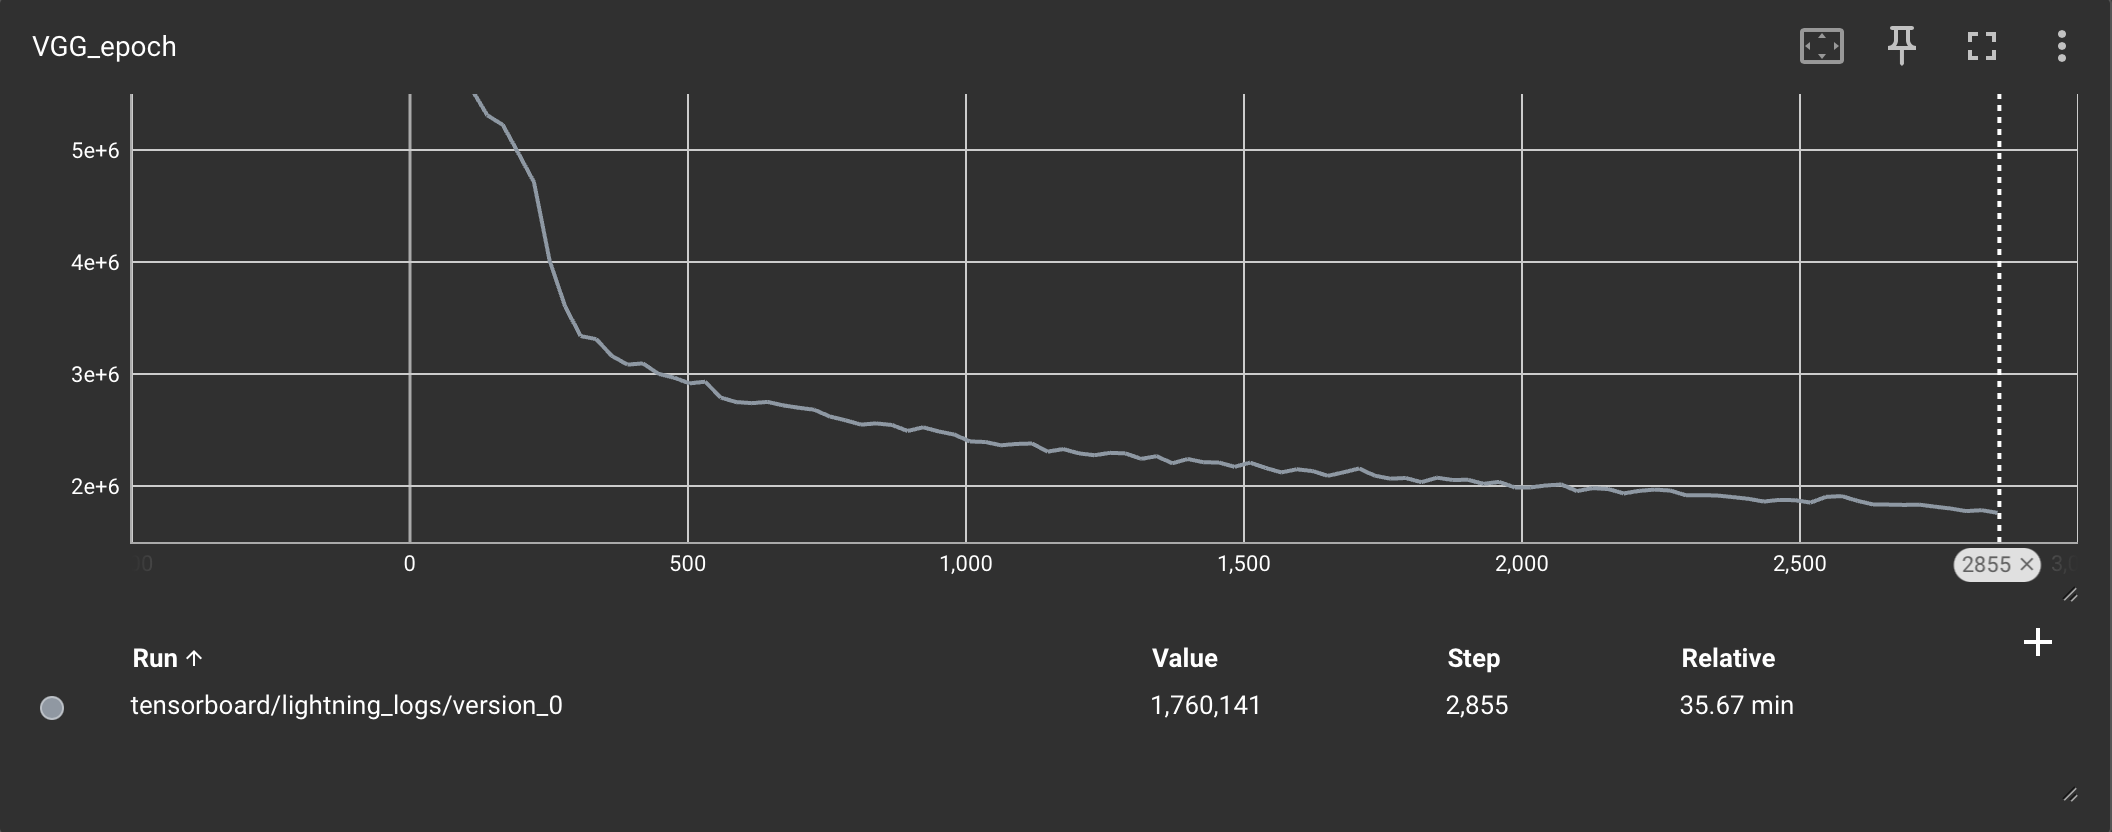 VGG_epoch
5e+6
4e+6
3e+6
2e+6
0 500 1,000 1,500 2,000 2,500 2855 ×
Run ↑ Value Step Relative
tensorboard/lightning_logs/version_0 1,760,141 2,855 35.67 min